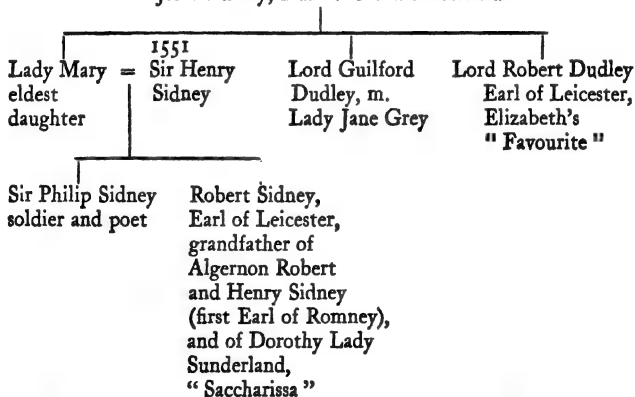 1551
Lady Mary = Sir Henry Lord Guilford Lord Robert Dudley
eldest Sidney Dudley, m. Earl of Leicester,
daughter Lady Jane Grey Elizabeth's
" Favourite "
Sir Philip Sidney Robert Sidney,
soldier and poet Earl of Leicester,
grandfather of
Algernon Robert
and Henry Sidney
(first Earl of Romney),
and of Dorothy Lady
Sunderland,
" Saccharissa "